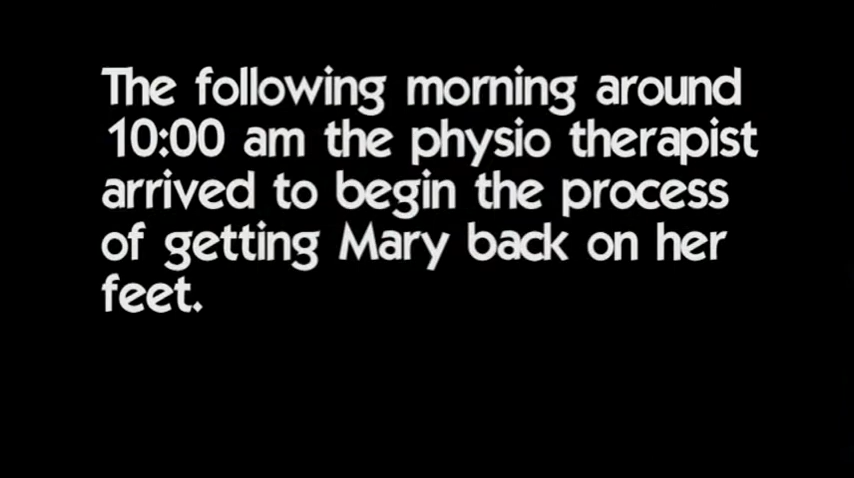 The following morning around
10:00 am the physio therapist
arrived to begin the process
of getting Mary back on her
feet.